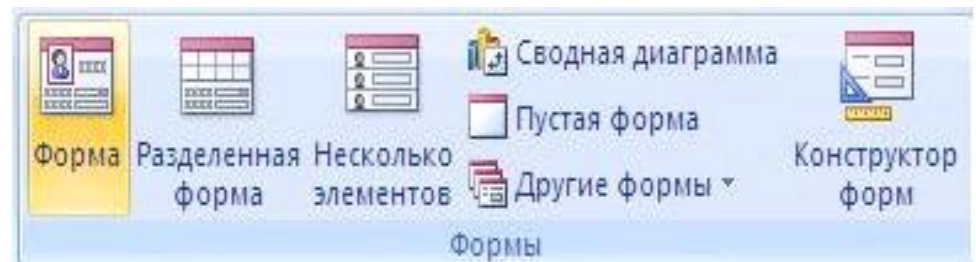 Форма
Разделенная
форма
Несколько
элементов
Сводная диаграмма
Пустая форма
Другие формы
Конструктор
форм
Формы